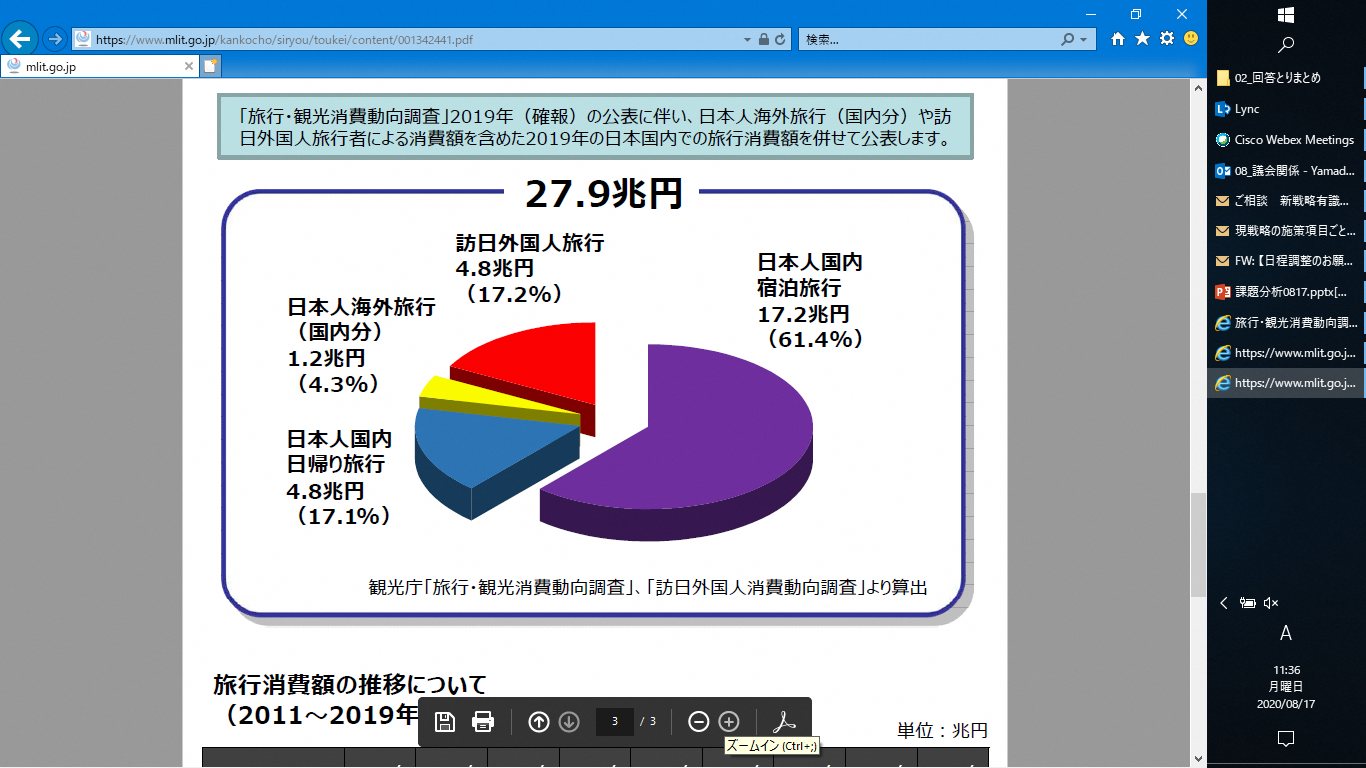 https://www.mlit.go.jp/kankocho/siryou/toukei/content/001342441.pdf
検索...
mlit.go.jp
「旅行・観光消費動向調査」2019年（確報）の公表に伴い、日本人海外旅行（国内分）や訪
日外国人旅行者による消費額を含めた2019年の日本国内での旅行消費額を併せて公表します。
27.9兆円
訪日外国人旅行
4.8兆円
（17.2%）
日本人国内
宿泊旅行
17.2兆円
（61.4%）
日本人海外旅行
（国内分）
1.2兆円
（4.3%）
日本人国内
日帰り旅行
4.8兆円
（17.1%）
観光庁「旅行・観光消費動向調査」、「訪日外国人消費動向調査」より算出
旅行消費額の推移について
（2011～2019年
単位：兆円
3 / 3
ズームイン (Ctrl+;)
02_回答とりまとめ
Lync
Cisco Webex Meetings
08_議会関係 - Yamad...
ご相談　新戦略有識...
現戦略の施策項目ごと...
FW:【日程調整のお願...
課題分析0817.pptx[...
旅行・観光消費動向調...
https://www.mlit.go.j...
https://www.mlit.go.j...
A
11:36
月曜日
2020/08/17